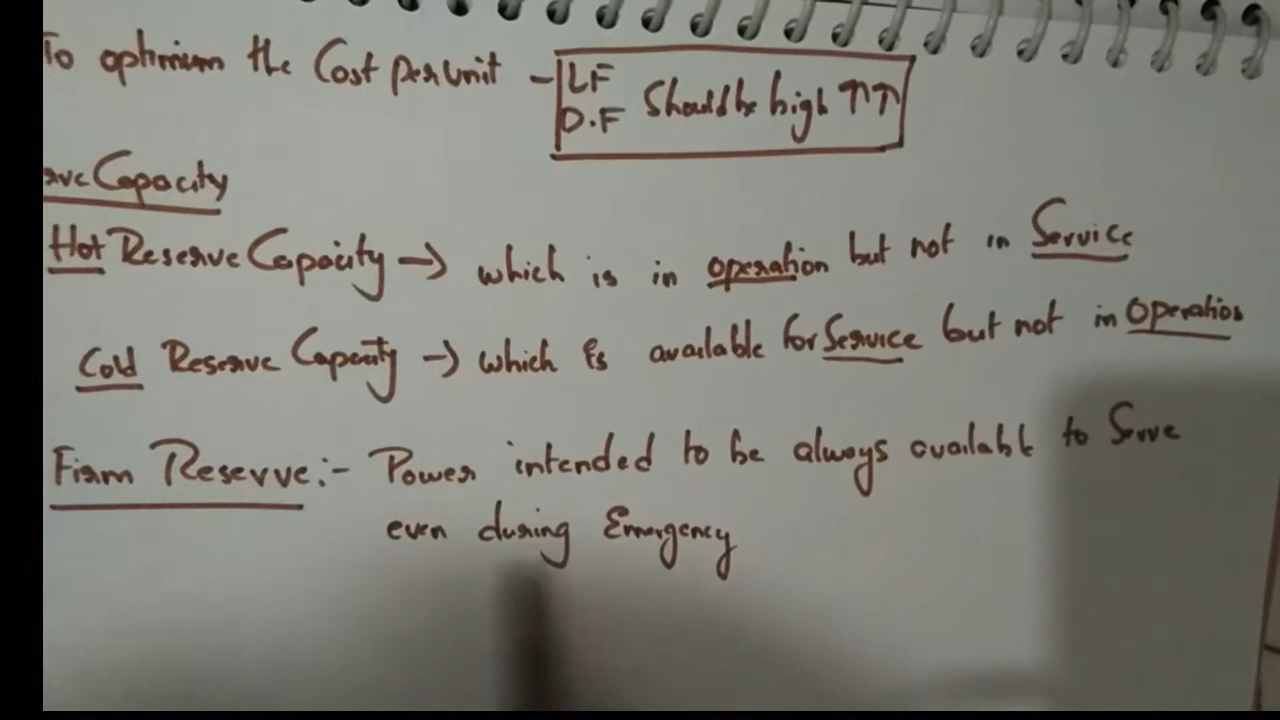 To optimium the Cost per unit - LF
D.F Should be high ↑↑
rve Capacity
Hot Reserve Capacity → which is in operation but not in Service
Cold Reserve Capacity → which is available for Service but not in Operation
Firm Reserve:- Power intended to be always available to Serve
even during Emergency